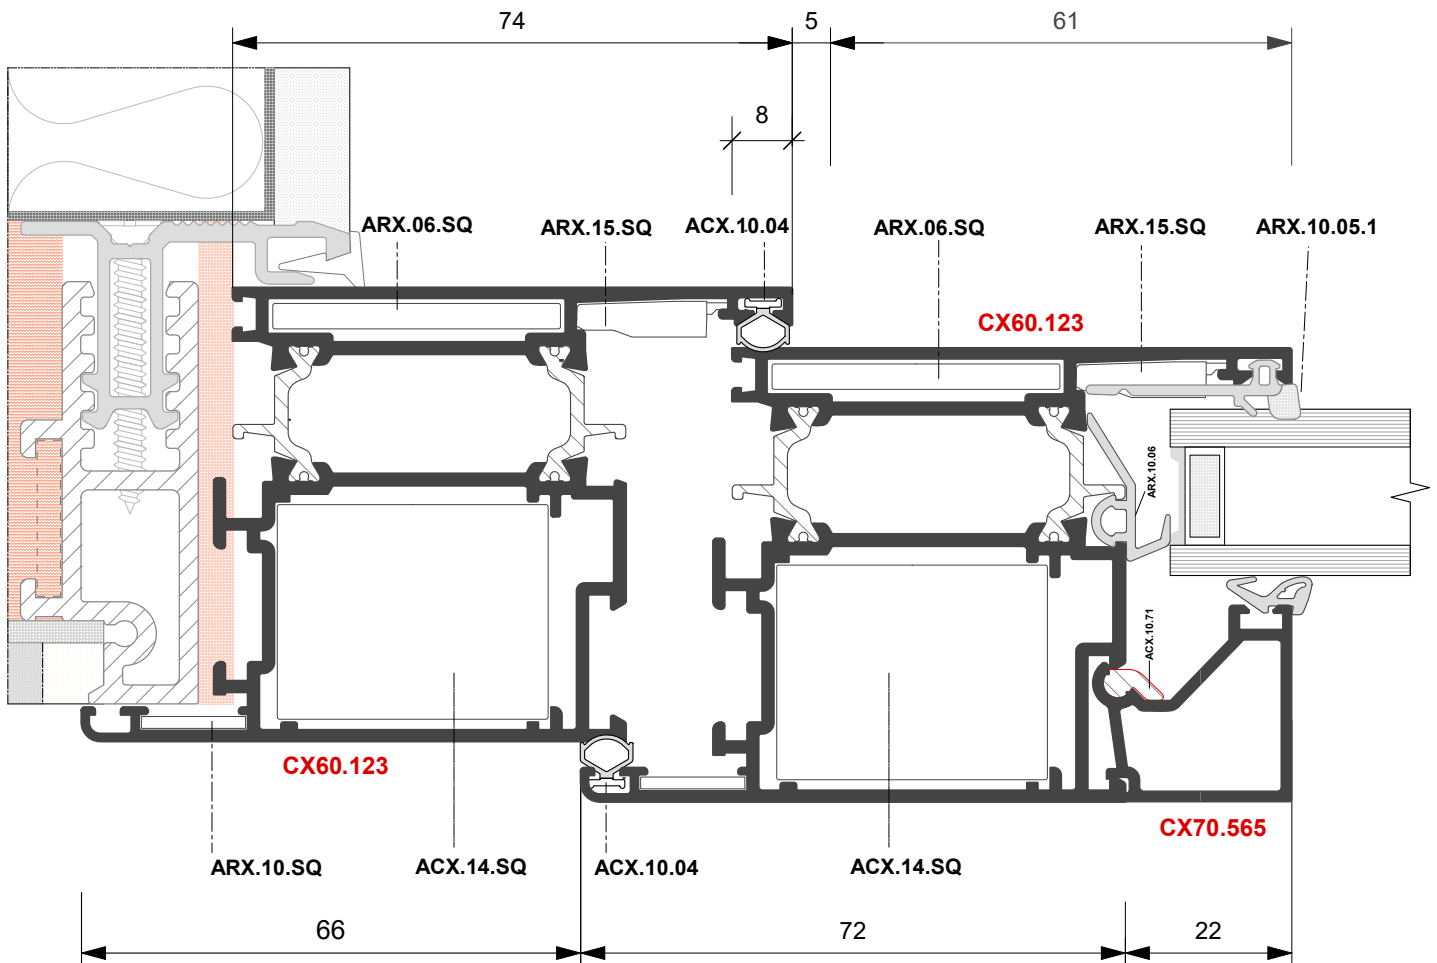 74
5
61
8
ARX.06.SQ
ARX.15.SQ
ACX.10.04
ARX.06.SQ
ARX.15.SQ
ARX.10.05.1
CX60.123
ARX.10.06
ACX.10.71
CX60.123
CX70.565
ARX.10.SQ
ACX.14.SQ
ACX.10.04
ACX.14.SQ
66
72
22